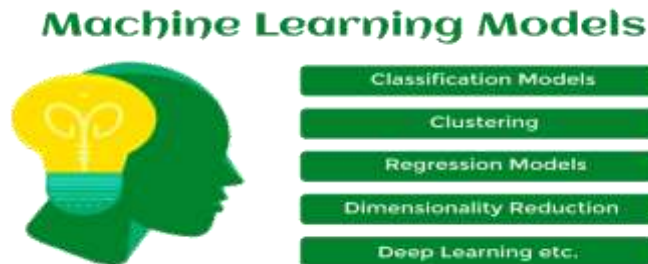 Machine Learning Models
Classification Models
Clustering
Regression Models
Dimensionality Reduction
Deep Learning etc.